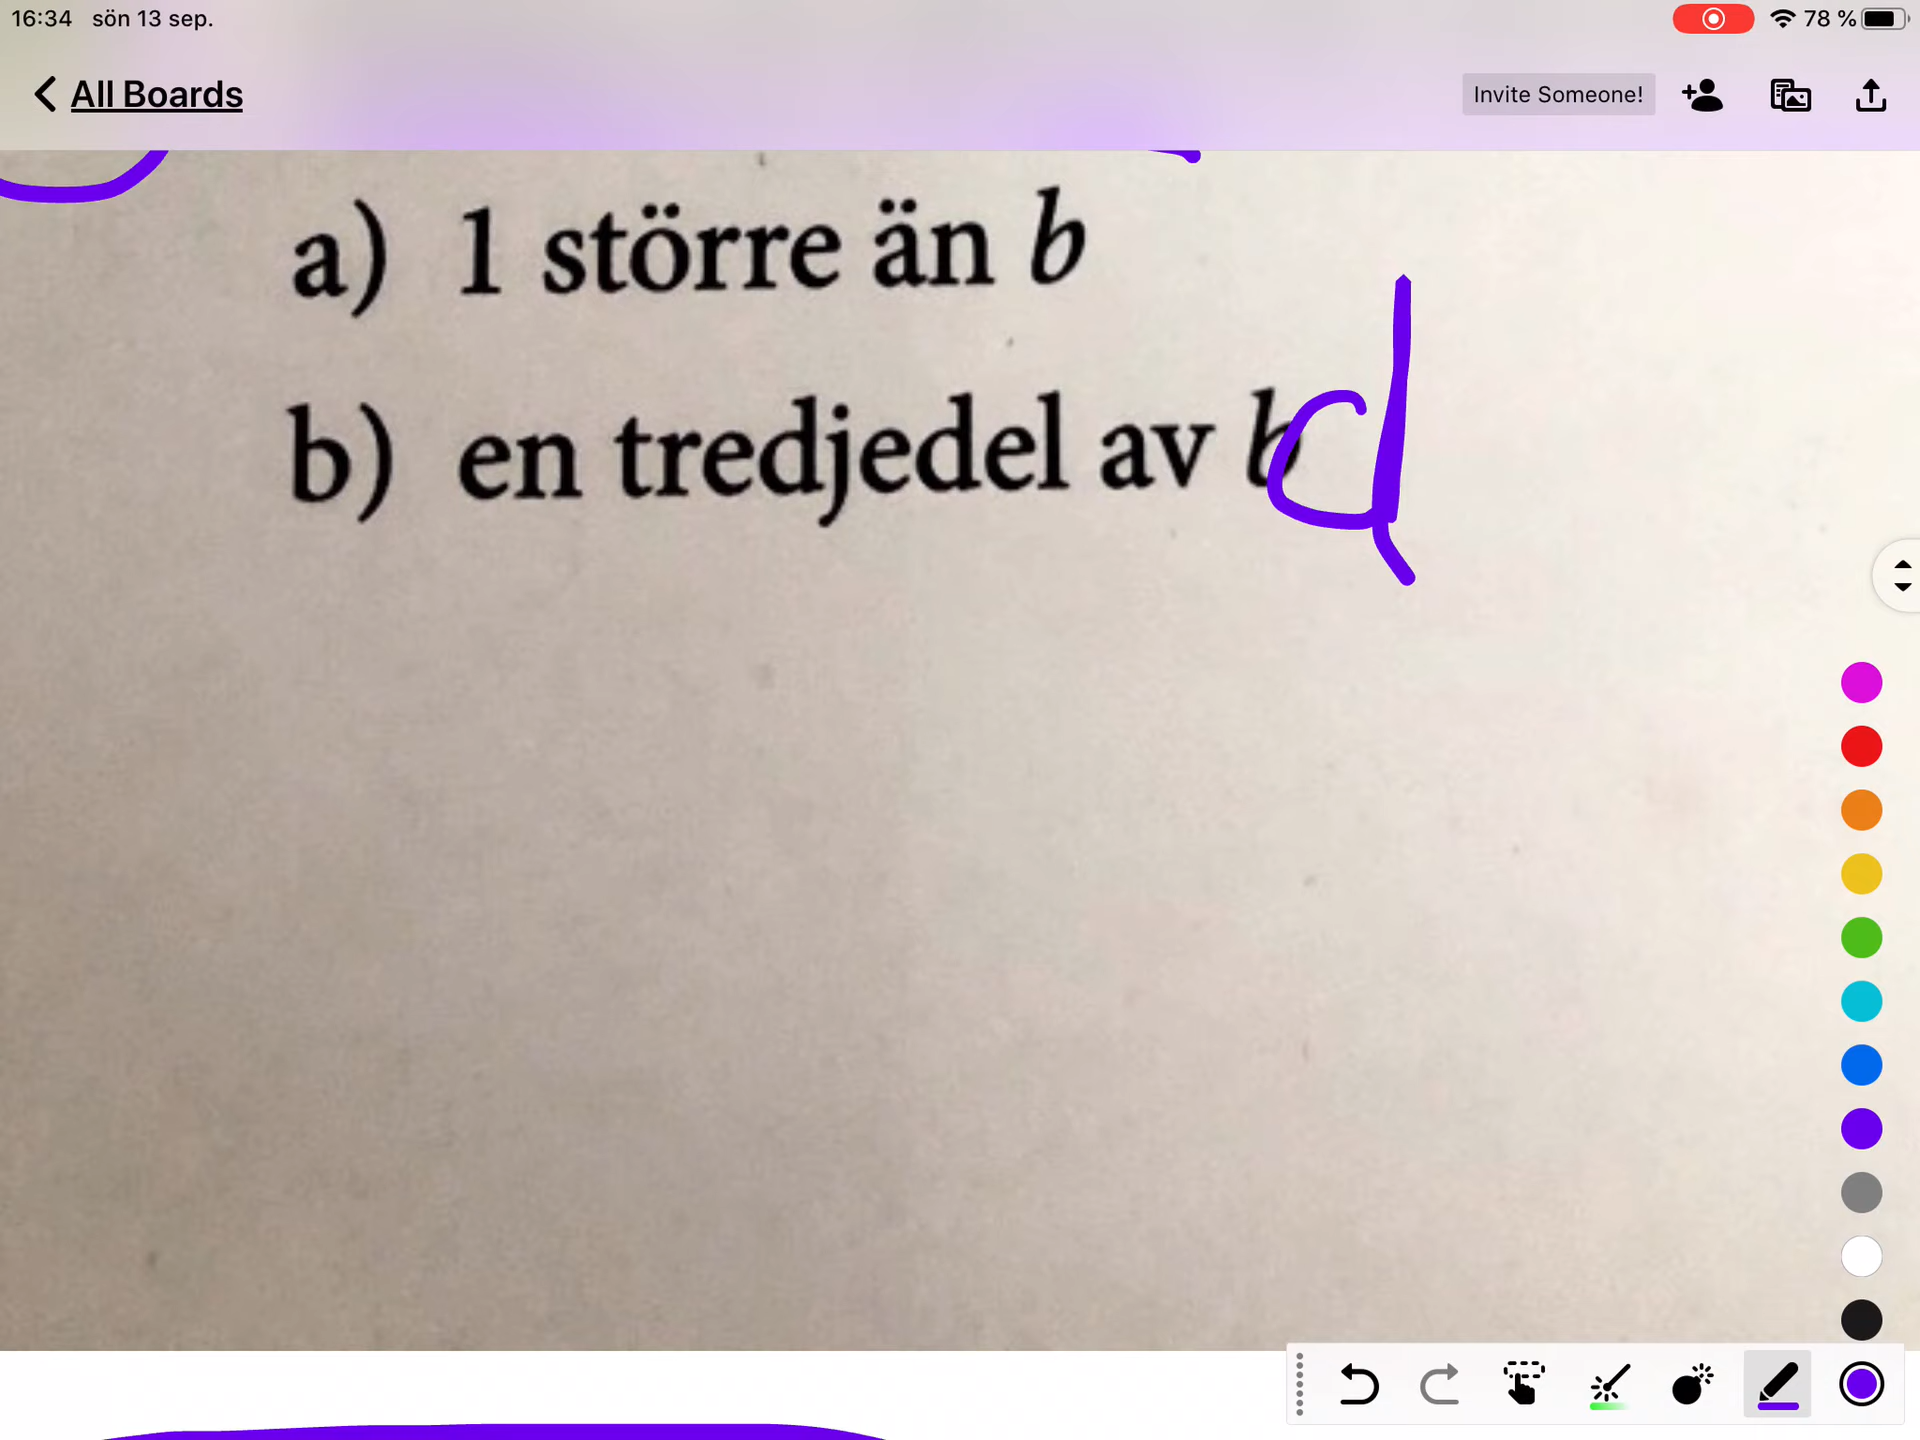 16:34 sön 13 sep. 78 %
All Boards Invite Someone!
a) 1 större än b
b) en tredjedel av b d